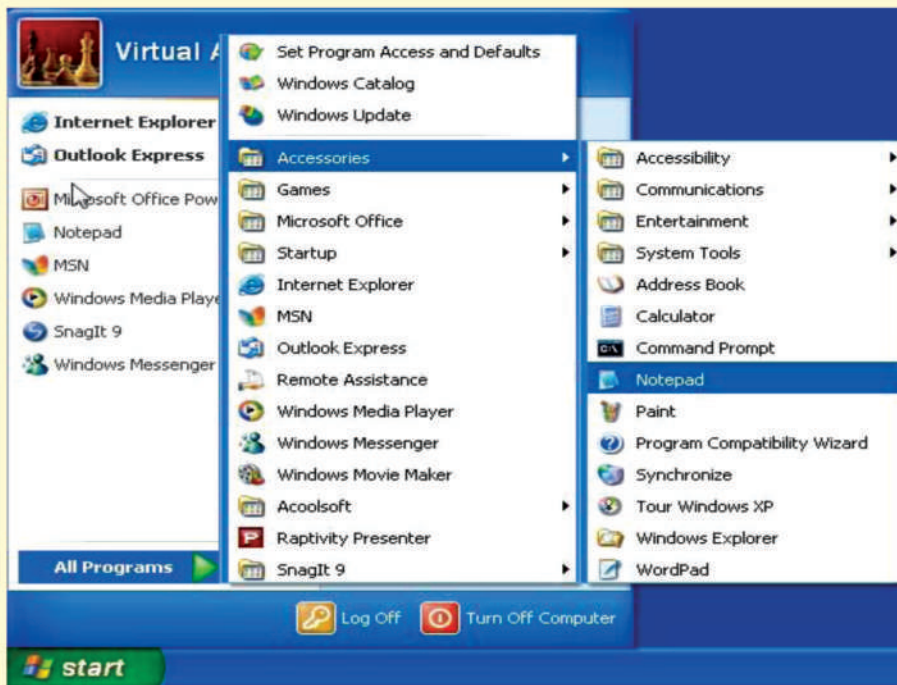 Virtual A
Internet Explorer
Outlook Express
Microsoft Office Pow
Notepad
MSN
Windows Media Playe
SnagIt 9
Windows Messenger
All Programs
Set Program Access and Defaults
Windows Catalog
Windows Update
Accessories
Games
Microsoft Office
Startup
Internet Explorer
MSN
Outlook Express
Remote Assistance
Windows Media Player
Windows Messenger
Windows Movie Maker
Acoolsoft
Raptivity Presenter
SnagIt 9
Accessibility
Communications
Entertainment
System Tools
Address Book
Calculator
C:\
Command Prompt
Notepad
Paint
Program Compatibility Wizard
Synchronize
Tour Windows XP
Windows Explorer
WordPad
Log Off
Turn Off Computer
start